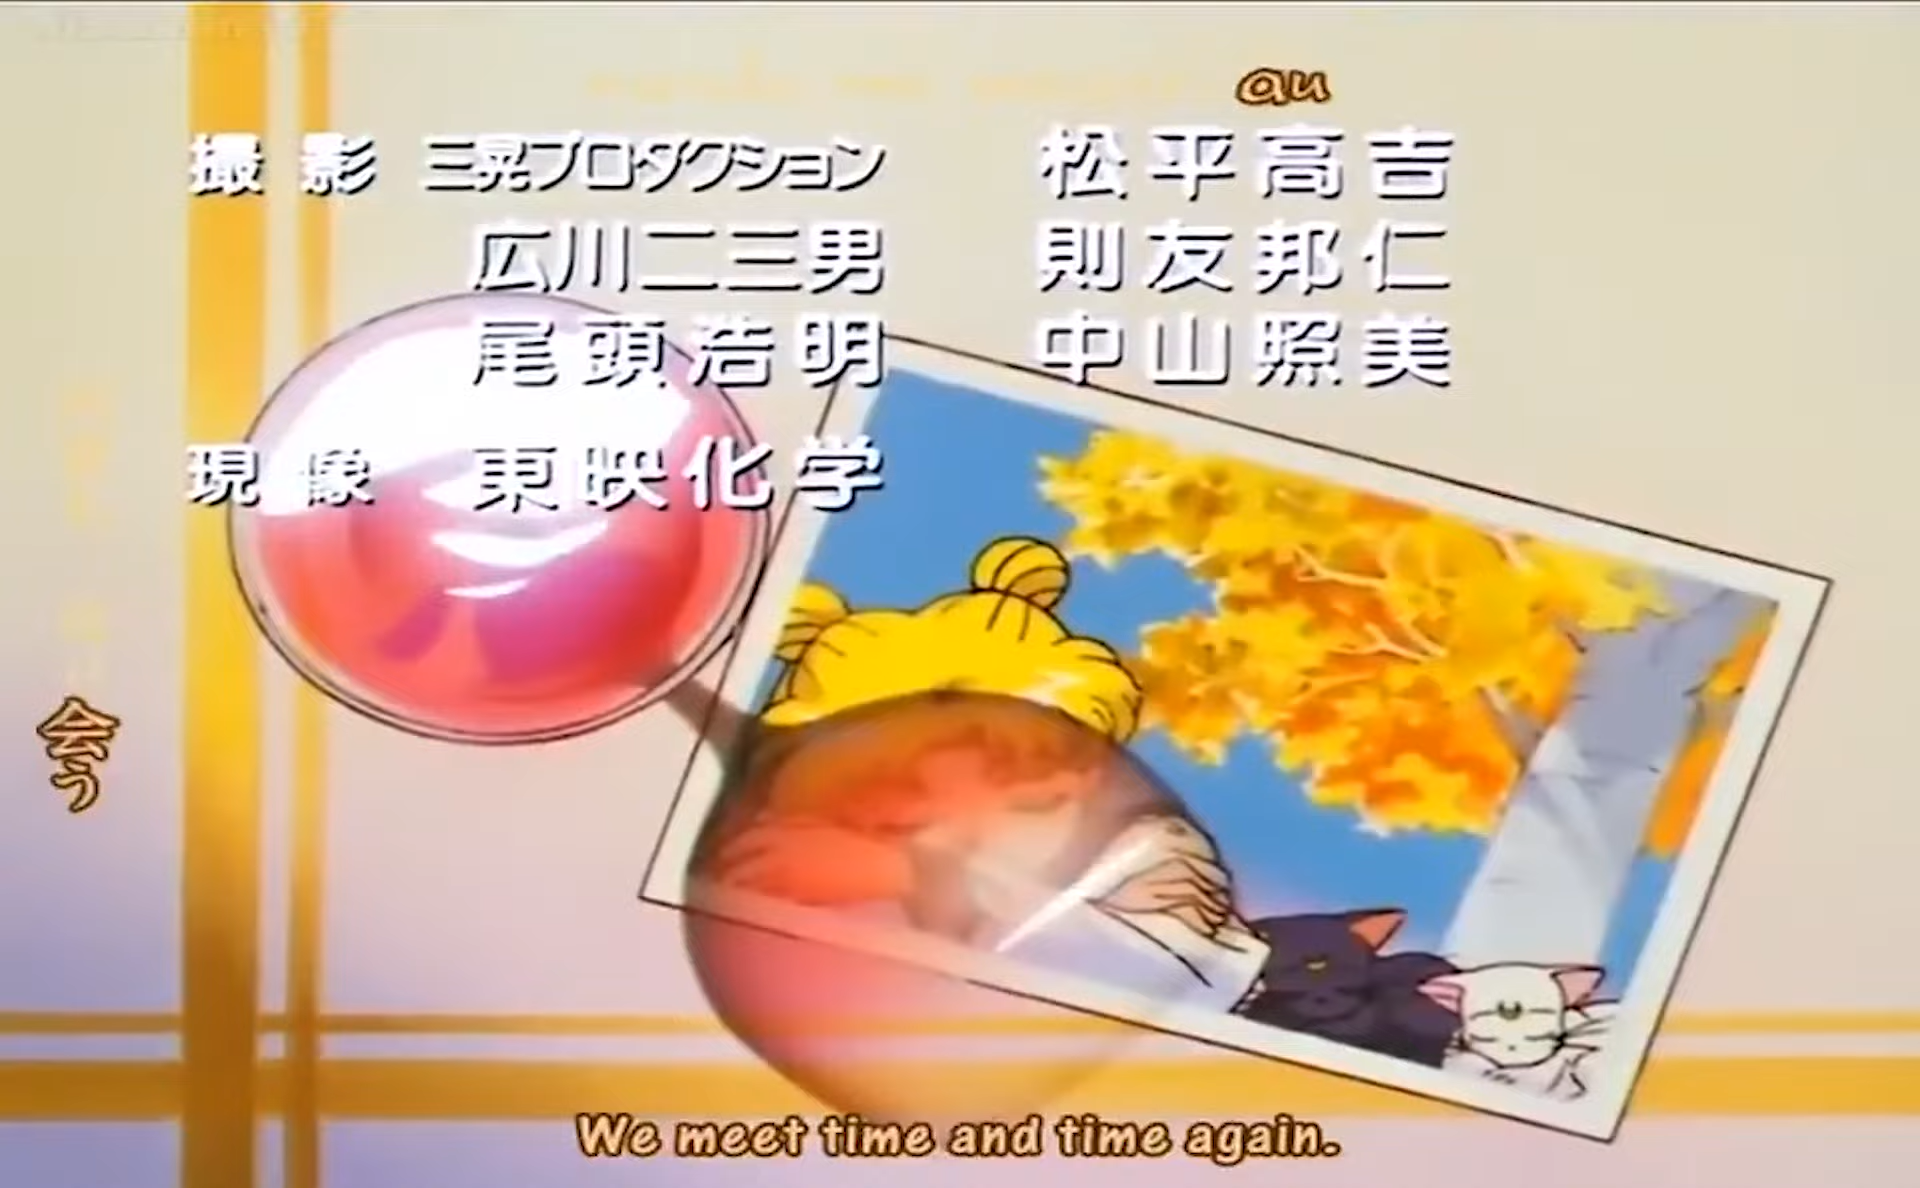 au
撮影 三晃プロダクション 松平高吉
広川二三男 則友邦仁
尾頭浩明 中山照美
現像 東映化学
会う
We meet time and time again.